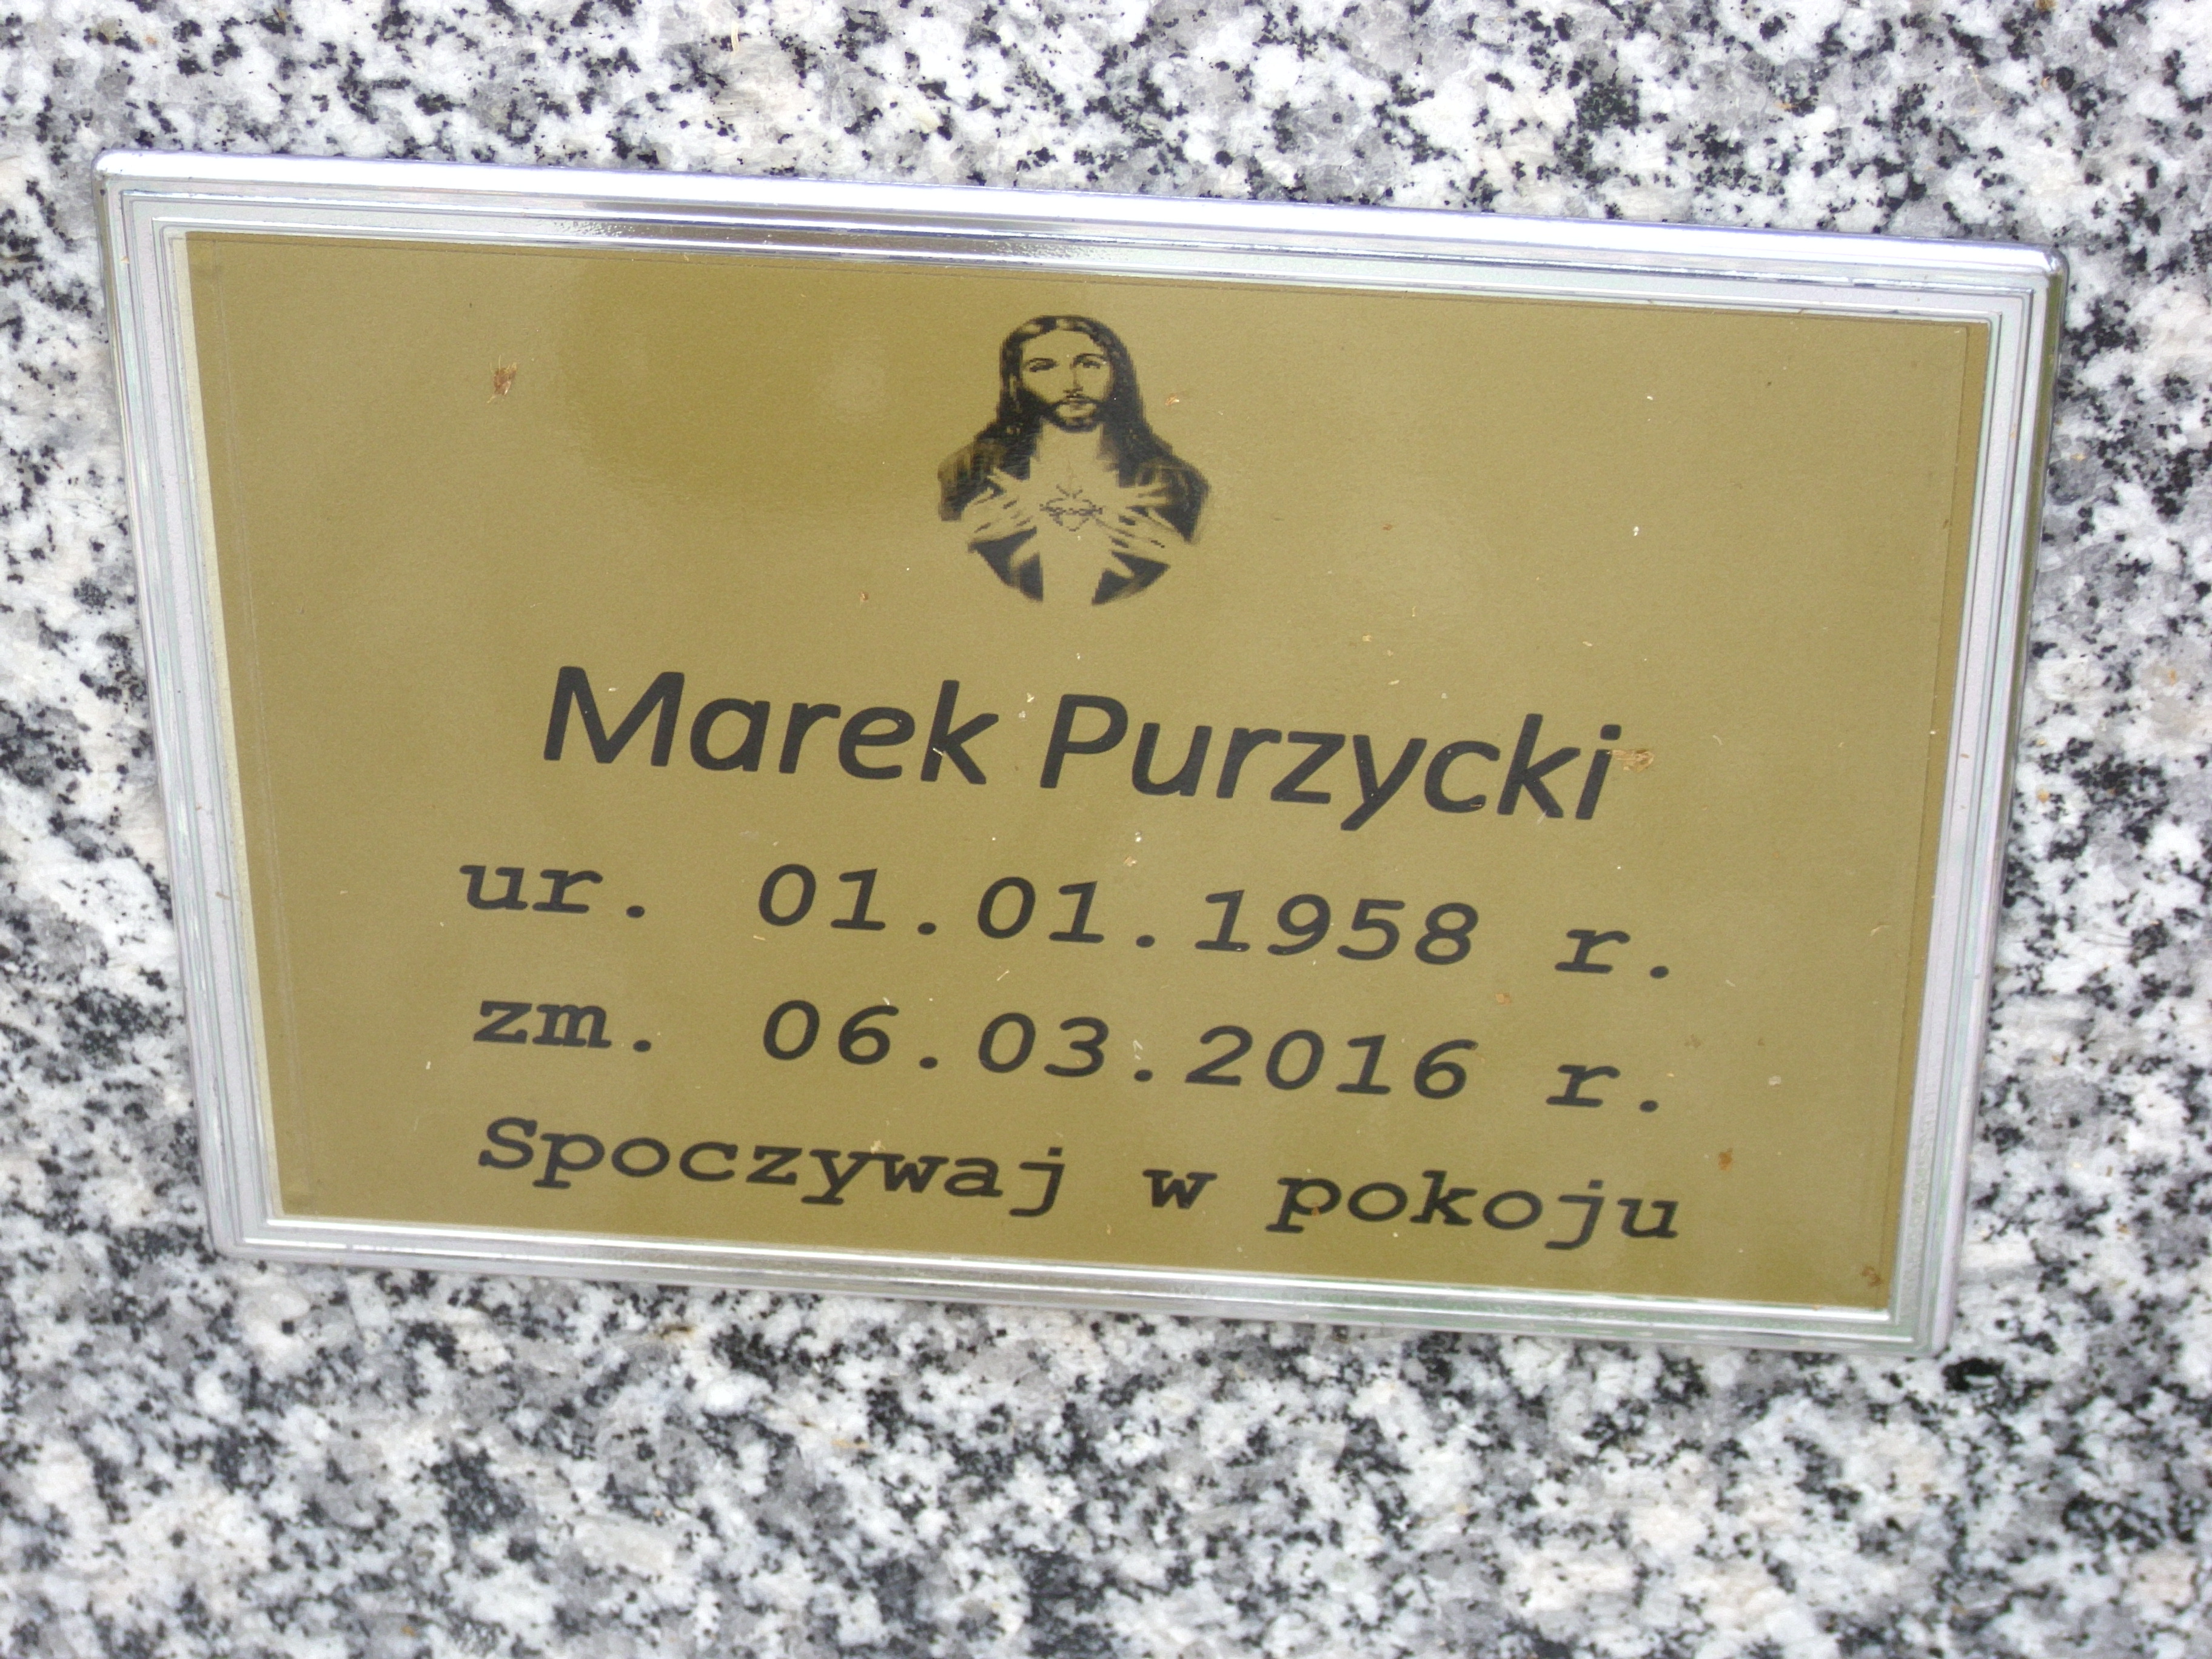 Marek Purzycki
ur. 01.01.1958 r.
zm. 06.03.2016 r.
Spoczywaj w pokoju